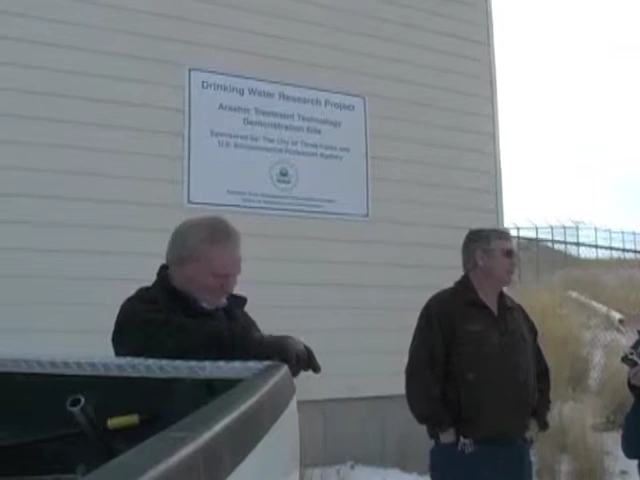 Drinking Water Research Project
Arsenic Treatment Technology
Demonstration Site
Sponsored by: The City of Three Forks and
U.S. Environmental Protection Agency